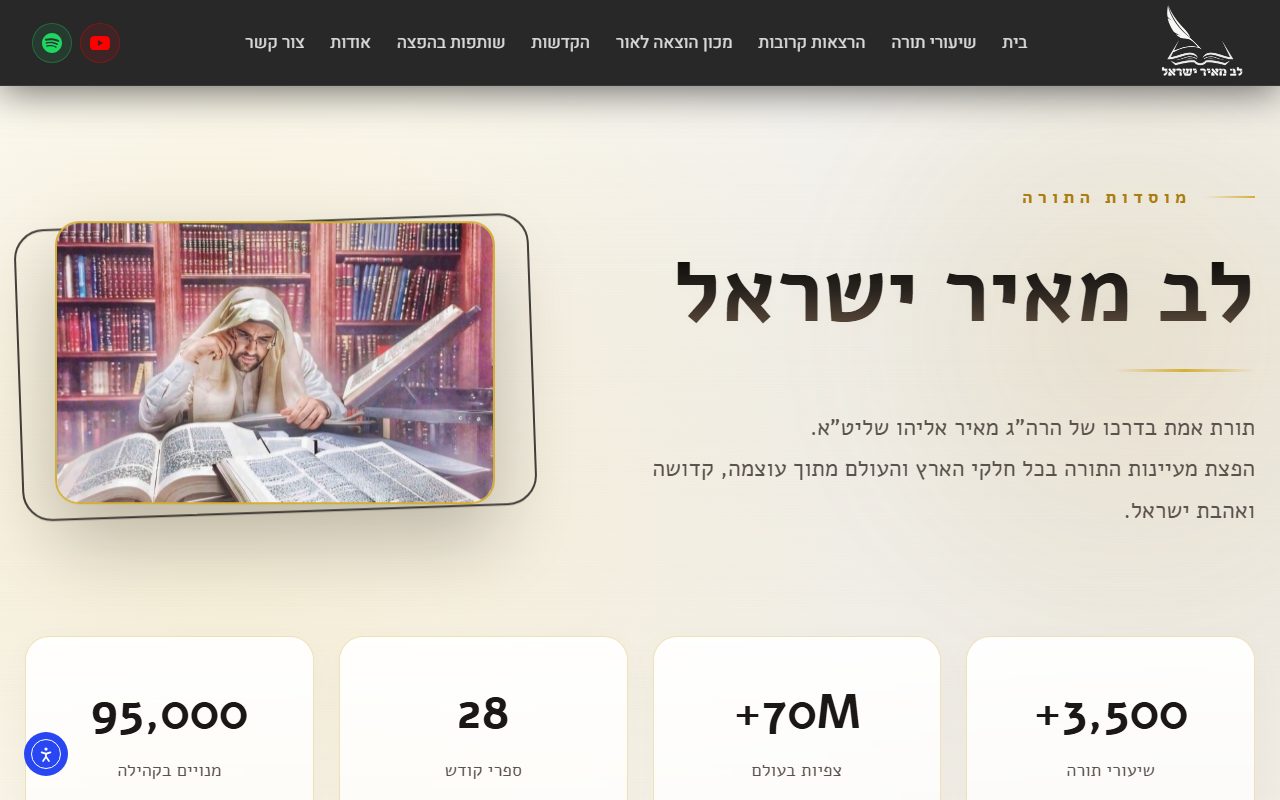 לב מאיר ישראל
בית
שיעורי תורה
הרצאות קרובות
מכון הוצאה לאור
הקדשות
שותפות בהפצה
אודות
צור קשר
מוסדות התורה
לב מאיר ישראל
תורת אמת בדרכו של הרה"ג מאיר אליהו שליט"א.
הפצת מעיינות התורה בכל חלקי הארץ והעולם מתוך עוצמה, קדושה
ואהבת ישראל.
3,500+
שיעורי תורה
70M+
צפיות בעולם
28
ספרי קודש
95,000
מנויים בקהילה